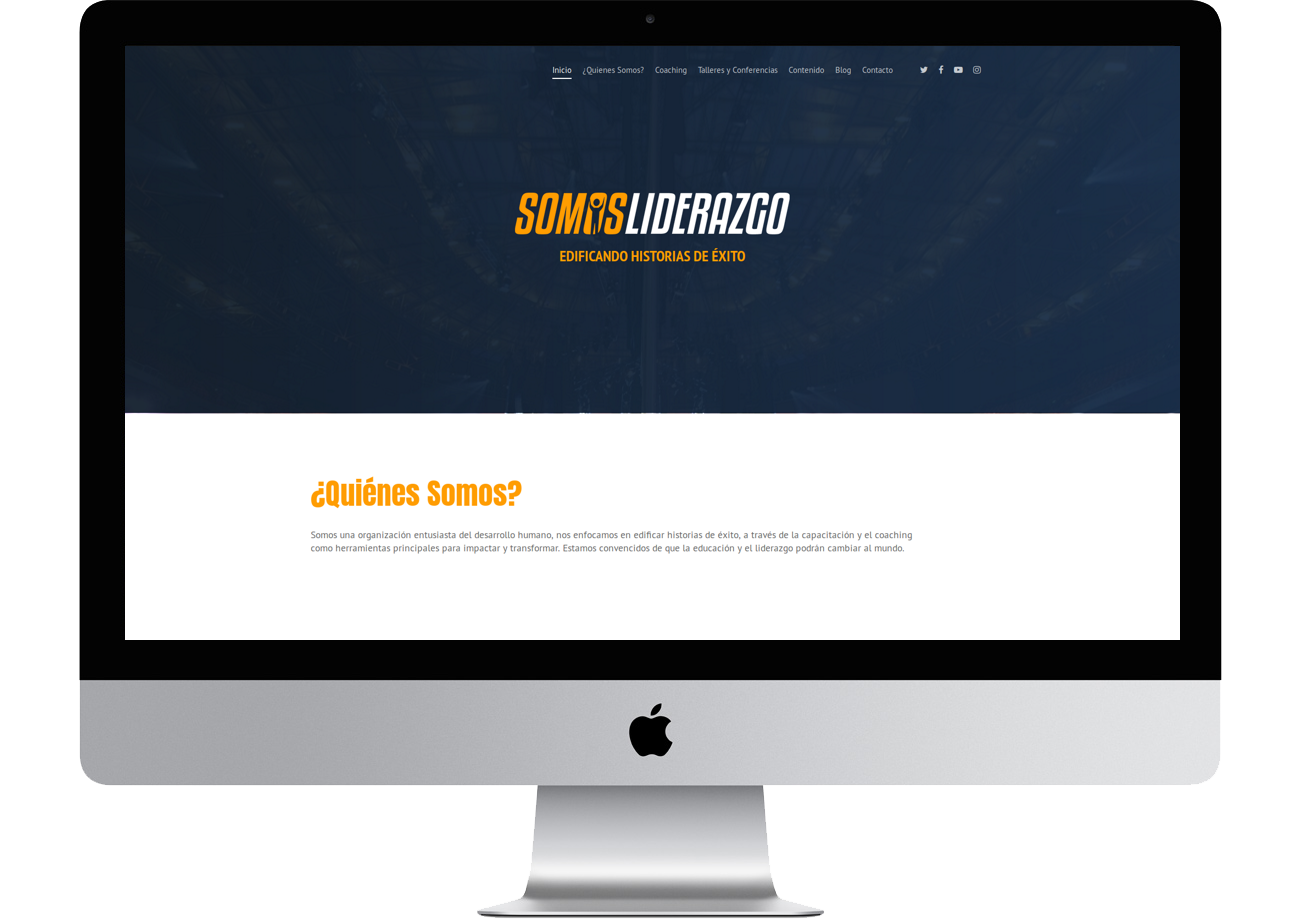 Inicio ¿Quienes Somos? Coaching Talleres y Conferencias Contenido Blog Contacto
SOMOSLIDERAZGO
EDIFICANDO HISTORIAS DE ÉXITO
¿Quiénes Somos?
Somos una organización entusiasta del desarrollo humano, nos enfocamos en edificar historias de éxito, a través de la capacitación y el coaching
como herramientas principales para impactar y transformar. Estamos convencidos de que la educación y el liderazgo podrán cambiar al mundo.